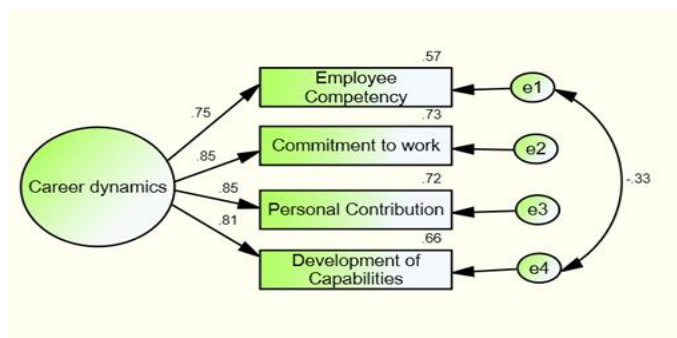 .57
Employee
Competency
e1
.75
.73
.85
Commitment to work
e2
-.33
.72
Career dynamics
.85
Personal Contribution
e3
.81
.66
Development of
Capabilities
e4